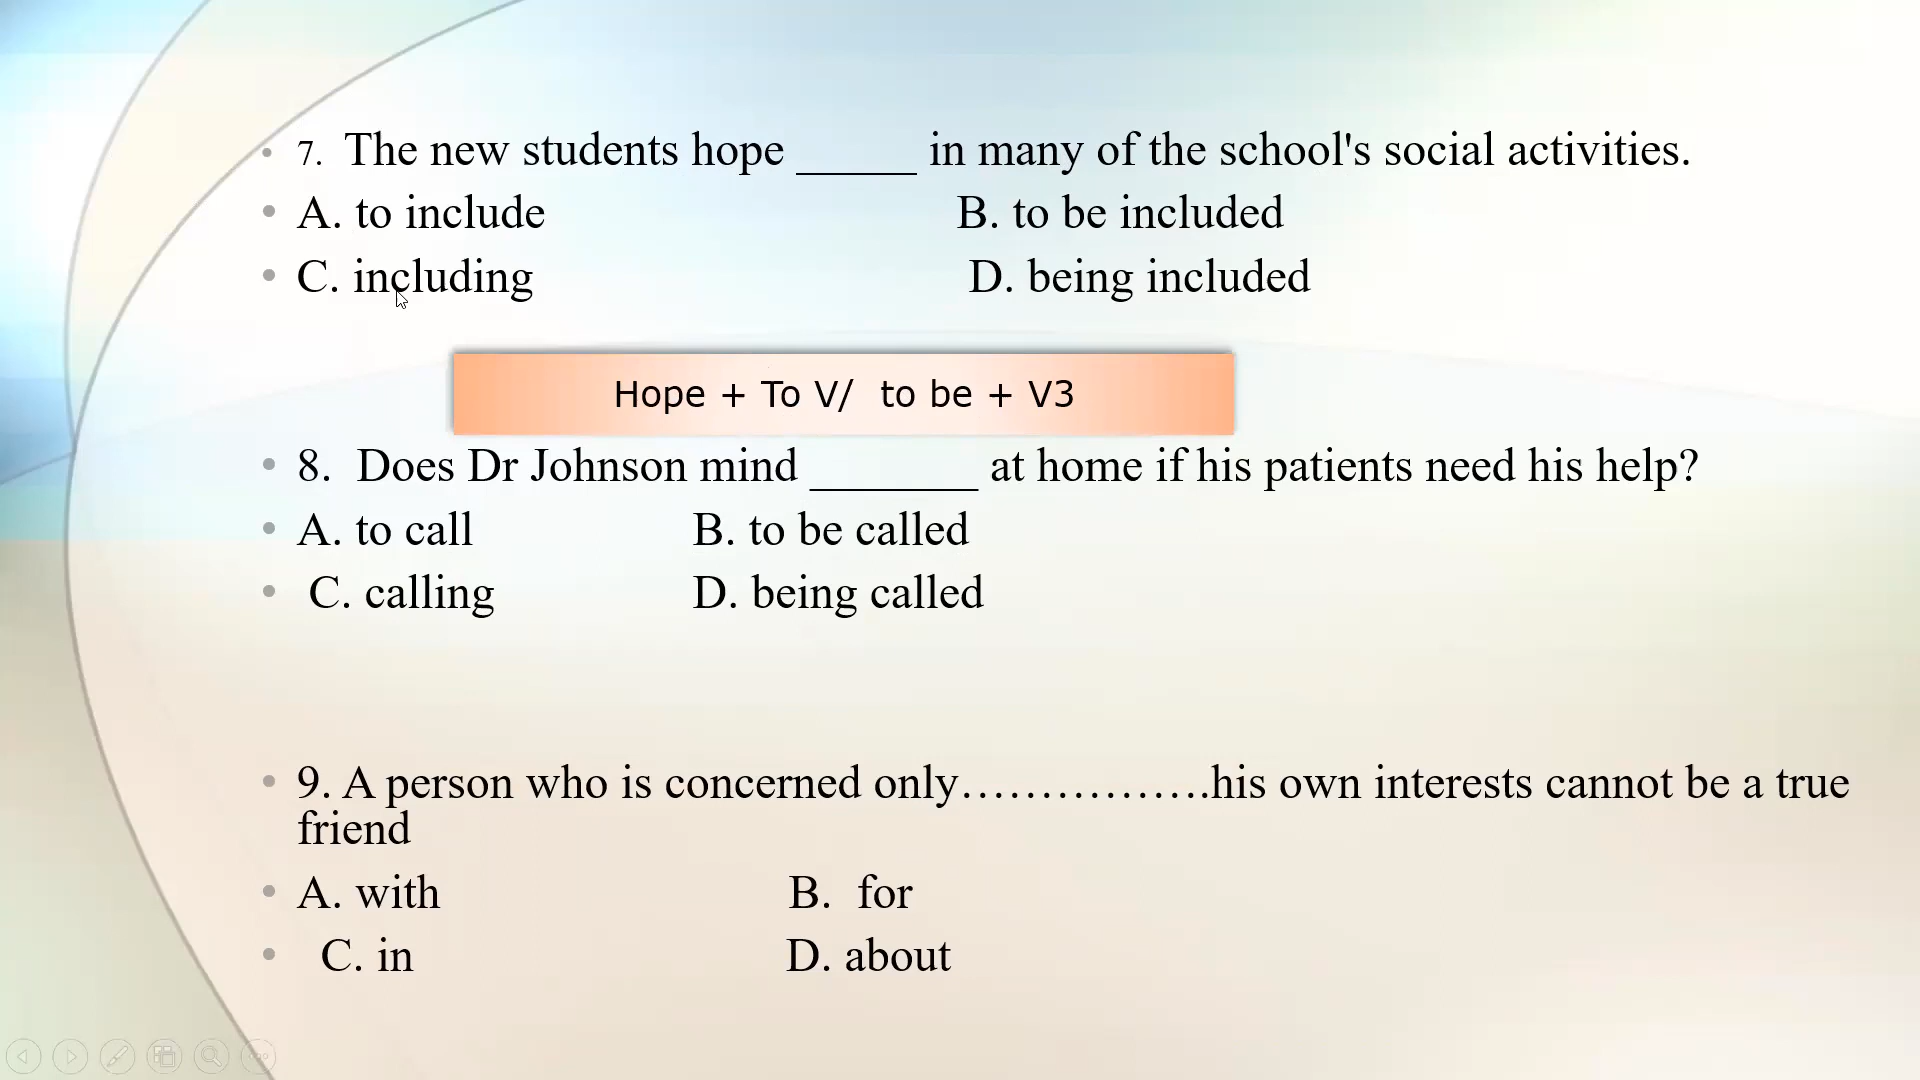 7. The new students hope _____ in many of the school's social activities.
A. to include B. to be included
C. including D. being included
Hope + To V/ to be + V3
8. Does Dr Johnson mind _______ at home if his patients need his help?
A. to call B. to be called
C. calling D. being called
9. A person who is concerned only…………….his own interests cannot be a true
friend
A. with B. for
C. in D. about